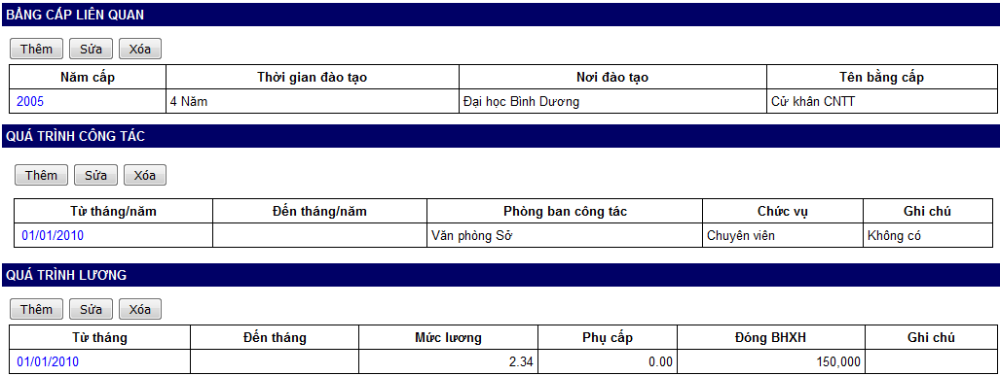 BẰNG CẤP LIÊN QUAN
Thêm Sửa Xóa
Năm cấp Thời gian đào tạo Nơi đào tạo Tên bằng cấp
2005 4 Năm Đại học Bình Dương Cử khân CNTT
QUÁ TRÌNH CÔNG TÁC
Thêm Sửa Xóa
Từ tháng/năm Đến tháng/năm Phòng ban công tác Chức vụ Ghi chú
01/01/2010 Văn phòng Sở Chuyên viên Không có
QUÁ TRÌNH LƯƠNG
Thêm Sửa Xóa
Từ tháng Đến tháng Mức lương Phụ cấp Đóng BHXH Ghi chú
01/01/2010 2.34 0.00 150,000